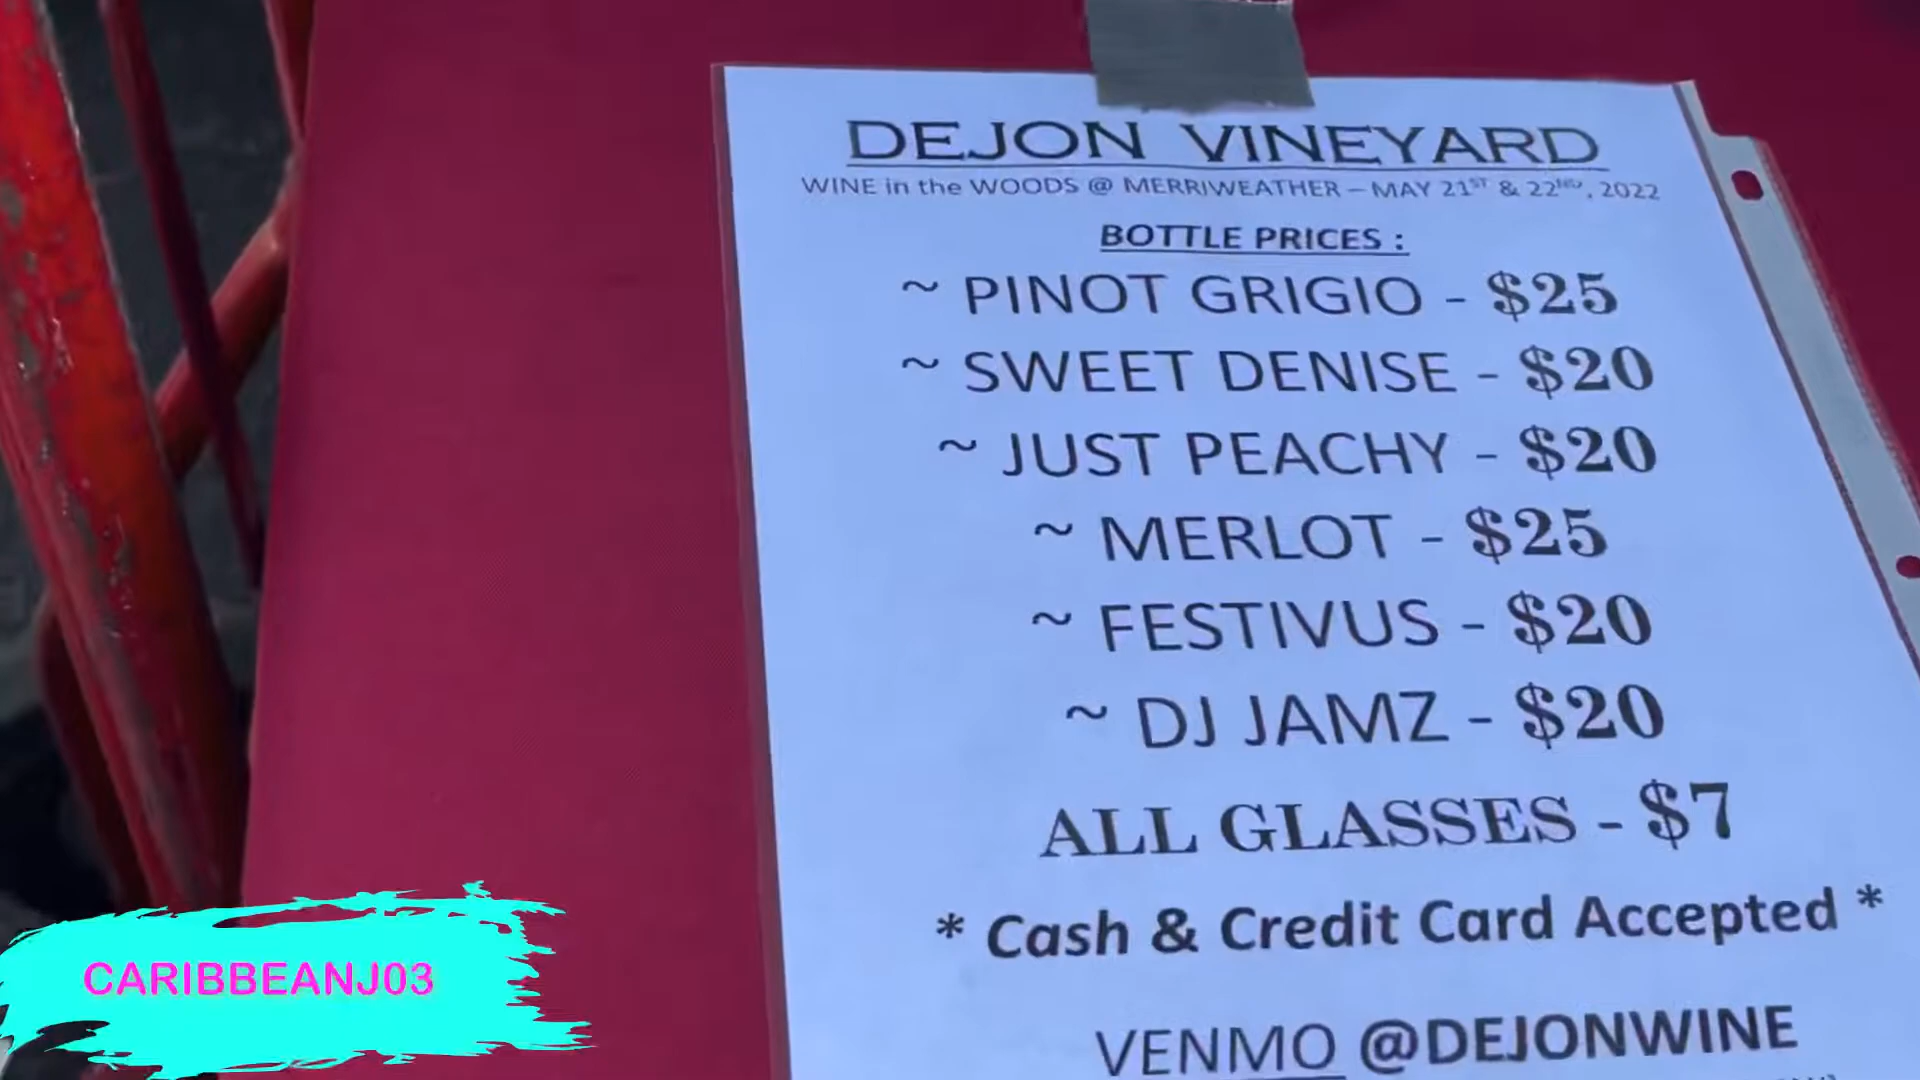 DEJON VINEYARD
WINE in the WOODS @ MERRIWEATHER – MAY 21ST & 22ND, 2022
BOTTLE PRICES :
~ PINOT GRIGIO - $25
~ SWEET DENISE - $20
~ JUST PEACHY - $20
~ MERLOT - $25
~ FESTIVUS - $20
~ DJ JAMZ - $20
ALL GLASSES - $7
* Cash & Credit Card Accepted *
VENMO @DEJONWINE
CARIBBEANJ03